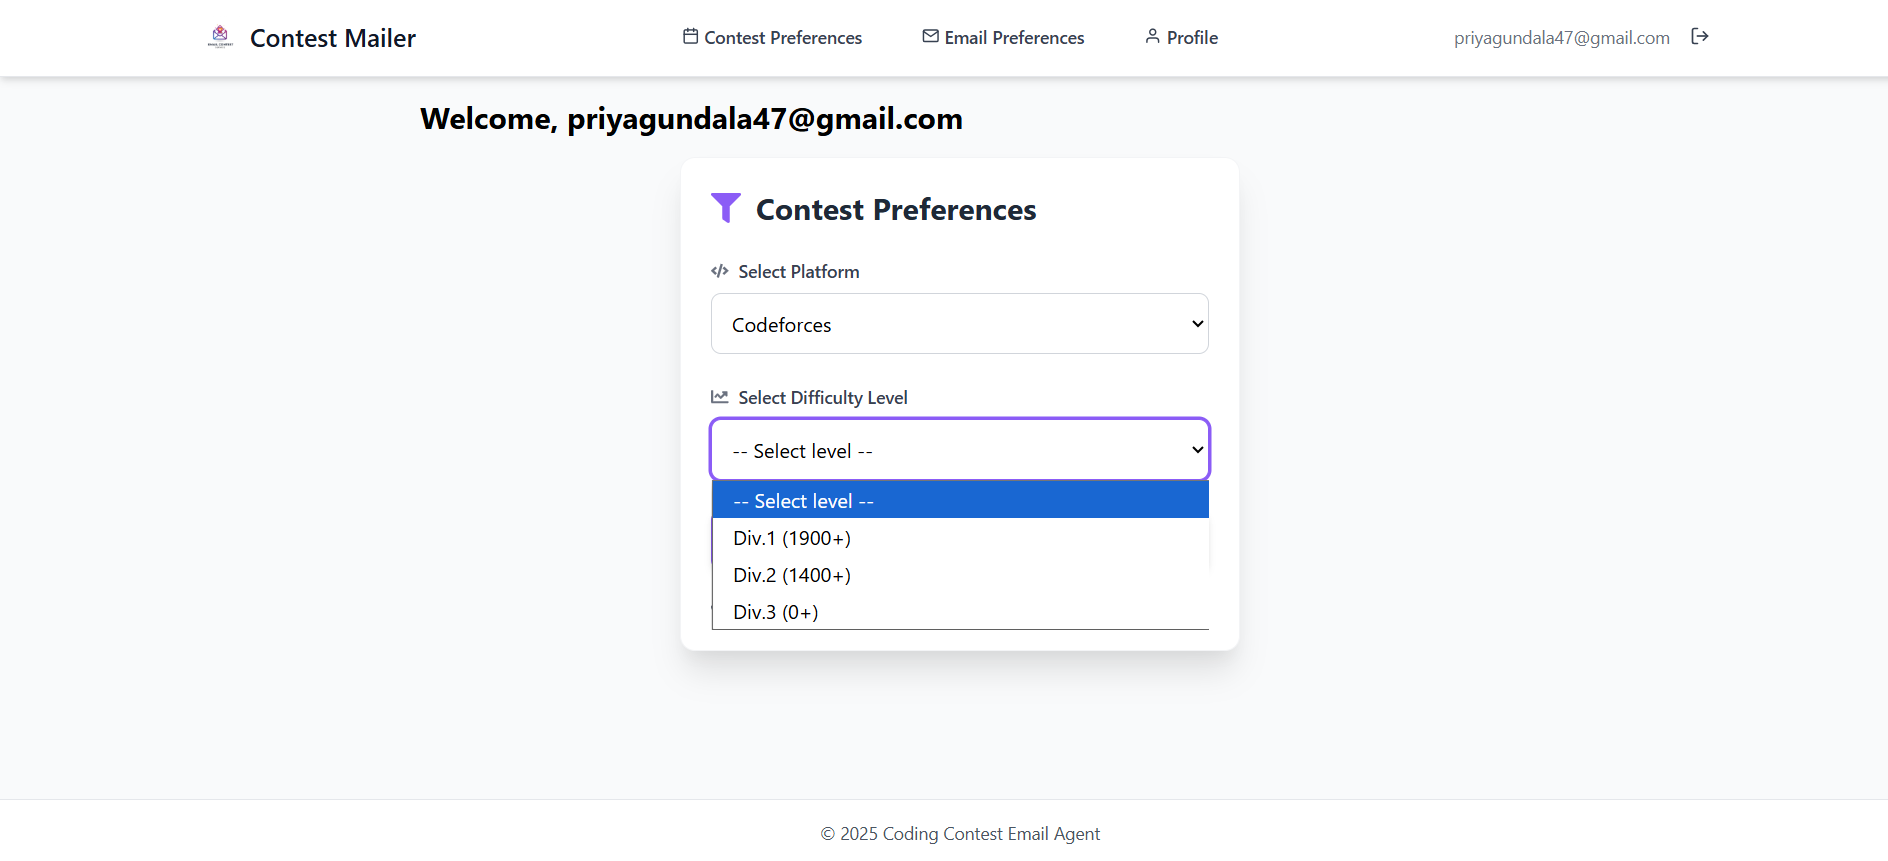 Contest Mailer
Contest Preferences
Email Preferences
Profile
priyagundala47@gmail.com
Welcome, priyagundala47@gmail.com
Contest Preferences
Select Platform
Codeforces
Select Difficulty Level
-- Select level --
-- Select level --
Div.1 (1900+)
Div.2 (1400+)
Div.3 (0+)
© 2025 Coding Contest Email Agent